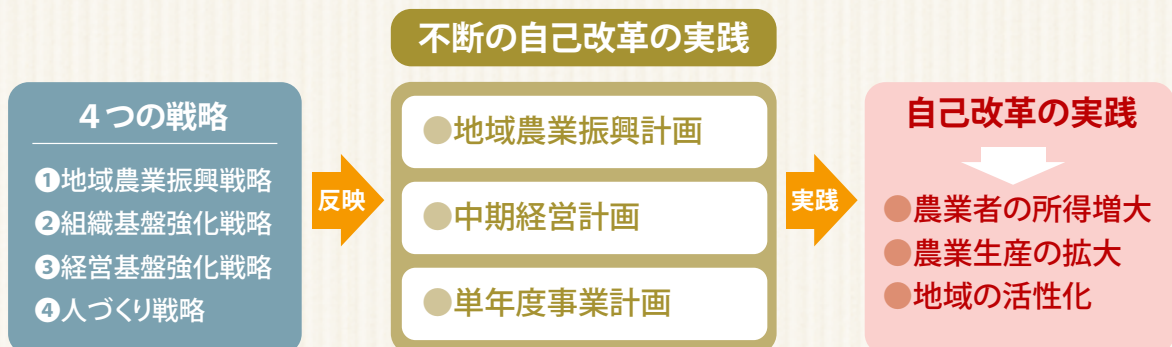 不断の自己改革の実践
4つの戦略
❶地域農業振興戦略
❷組織基盤強化戦略
❸経営基盤強化戦略
❹人づくり戦略
反映
●地域農業振興計画
●中期経営計画
●単年度事業計画
実践
自己改革の実践
●農業者の所得増大
●農業生産の拡大
●地域の活性化